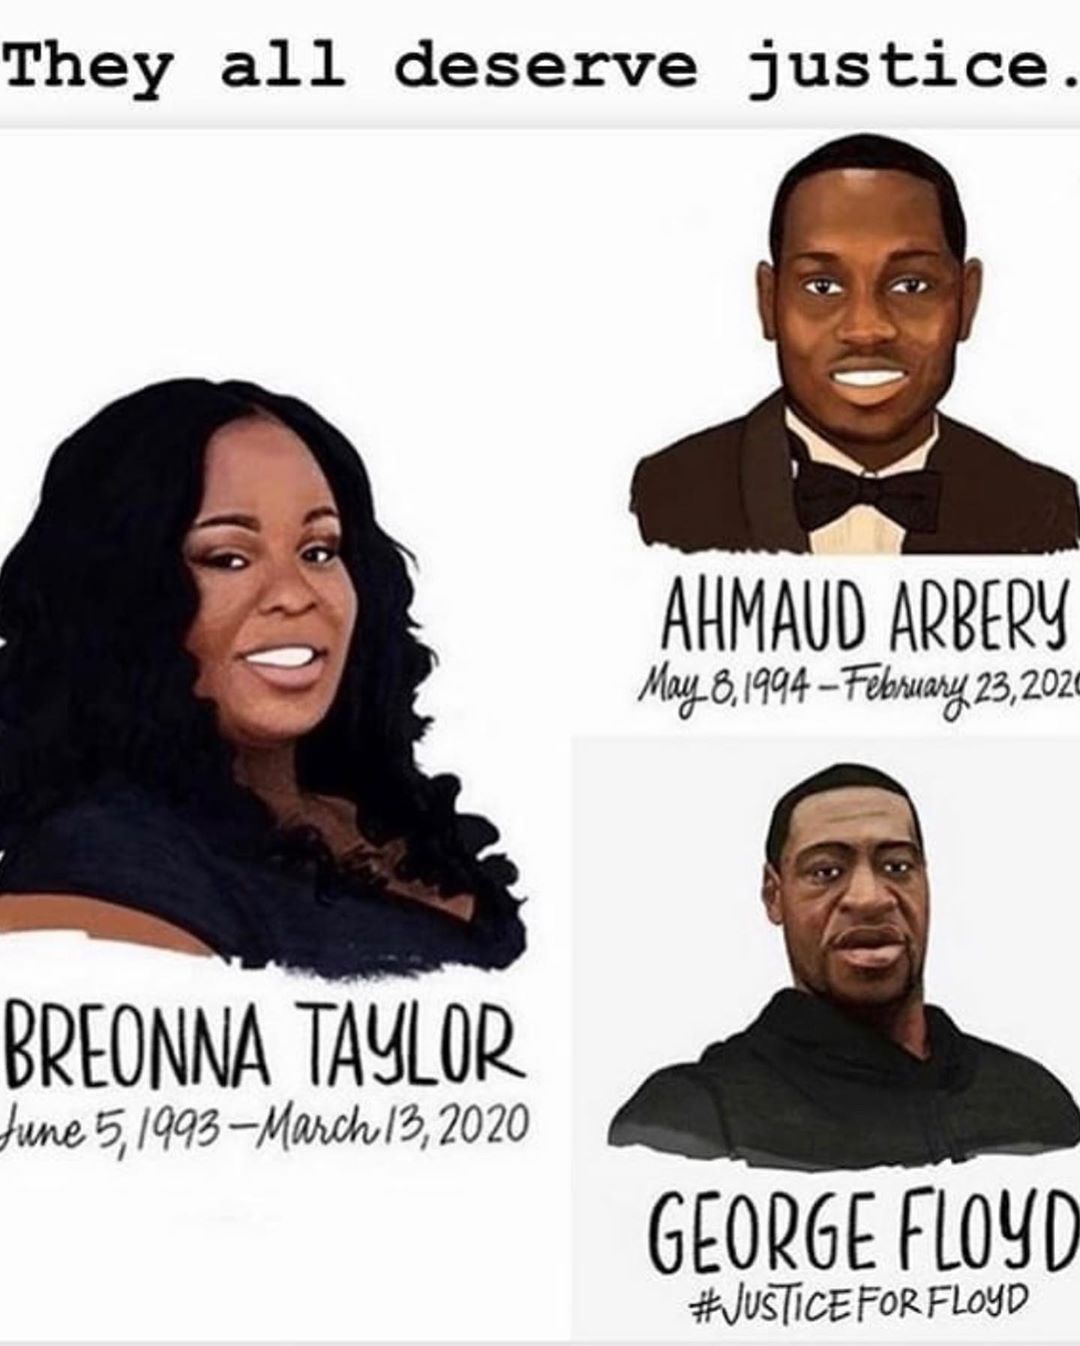 They all deserve justice.
AHMAUD ARBERY
May 8, 1994 – February 23, 202
BREONNA TAYLOR
June 5, 1993 – March 13, 2020
GEORGE FLOYD
#JUSTICEFORFLOYD